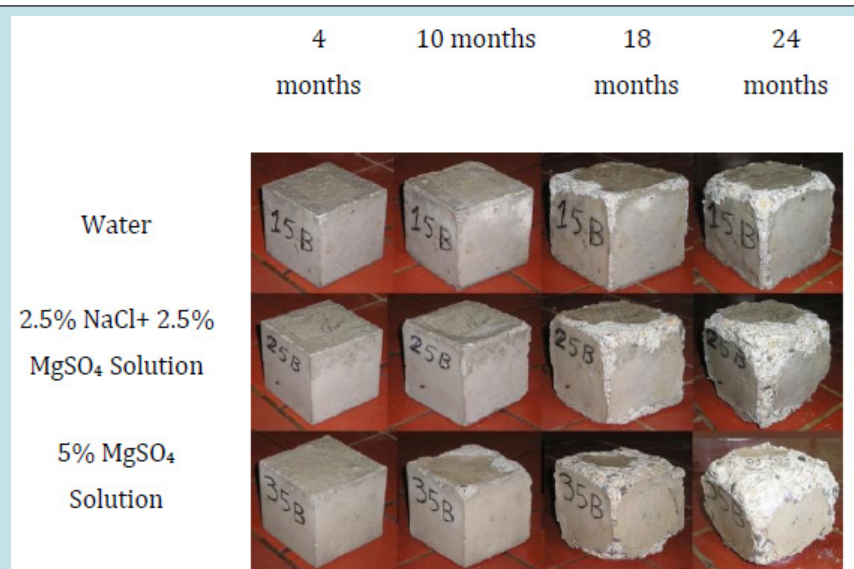 4 10 months 18 24
months months months
Water
15B 15B 15B 15B
2.5% NaCl+ 2.5%
MgSO₄ Solution
25B 25B 25B 25B
5% MgSO₄
Solution
35B 35B 35B 35B